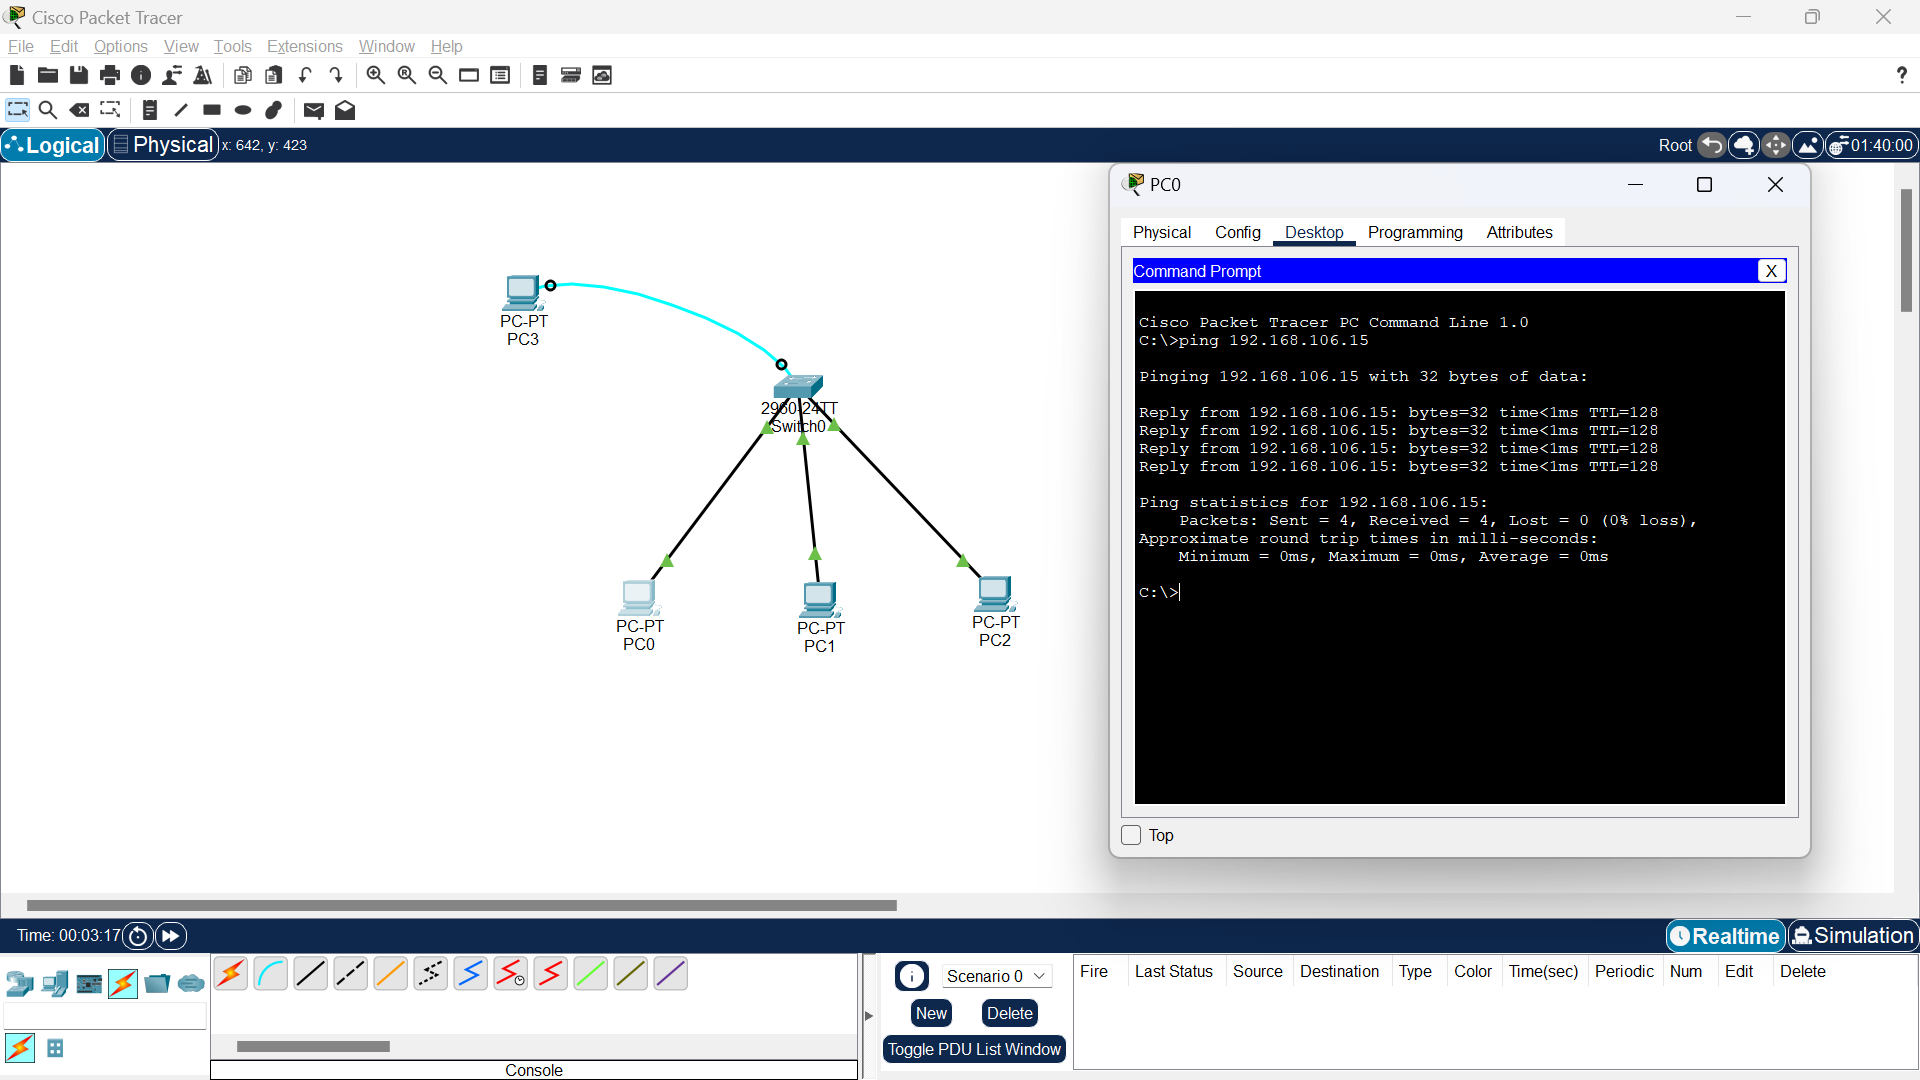 Cisco Packet Tracer
File Edit Options View Tools Extensions Window Help
?
Logical Physical x: 642, y: 423 Root 01:40:00
PC0
Physical Config Desktop Programming Attributes
Command Prompt X
Cisco Packet Tracer PC Command Line 1.0
C:\>ping 192.168.106.15
Pinging 192.168.106.15 with 32 bytes of data:
Reply from 192.168.106.15: bytes=32 time<1ms TTL=128
Reply from 192.168.106.15: bytes=32 time<1ms TTL=128
Reply from 192.168.106.15: bytes=32 time<1ms TTL=128
Reply from 192.168.106.15: bytes=32 time<1ms TTL=128
Ping statistics for 192.168.106.15:
Packets: Sent = 4, Received = 4, Lost = 0 (0% loss),
Approximate round trip times in milli-seconds:
Minimum = 0ms, Maximum = 0ms, Average = 0ms
C:\>
Top
PC-PT
PC3
2960-24TT
Switch0
PC-PT
PC0
PC-PT
PC1
PC-PT
PC2
Time: 00:03:17 Realtime Simulation
Scenario 0
New Delete
Toggle PDU List Window
Fire Last Status Source Destination Type Color Time(sec) Periodic Num Edit Delete
Console